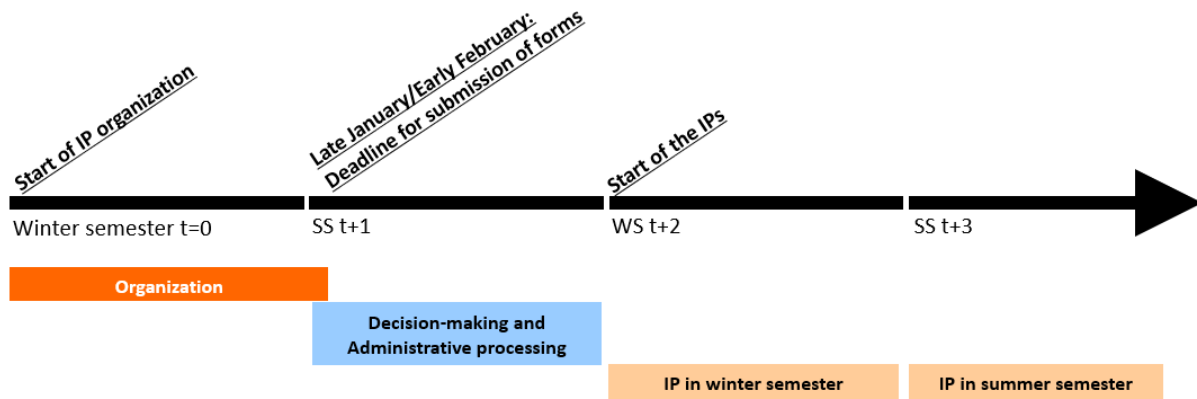 Start of IP organization
Late January/Early February:
Deadline for submission of forms
Start of the IPs
Winter semester t=0
SS t+1
WS t+2
SS t+3
Organization
Decision-making and
Administrative processing
IP in winter semester
IP in summer semester